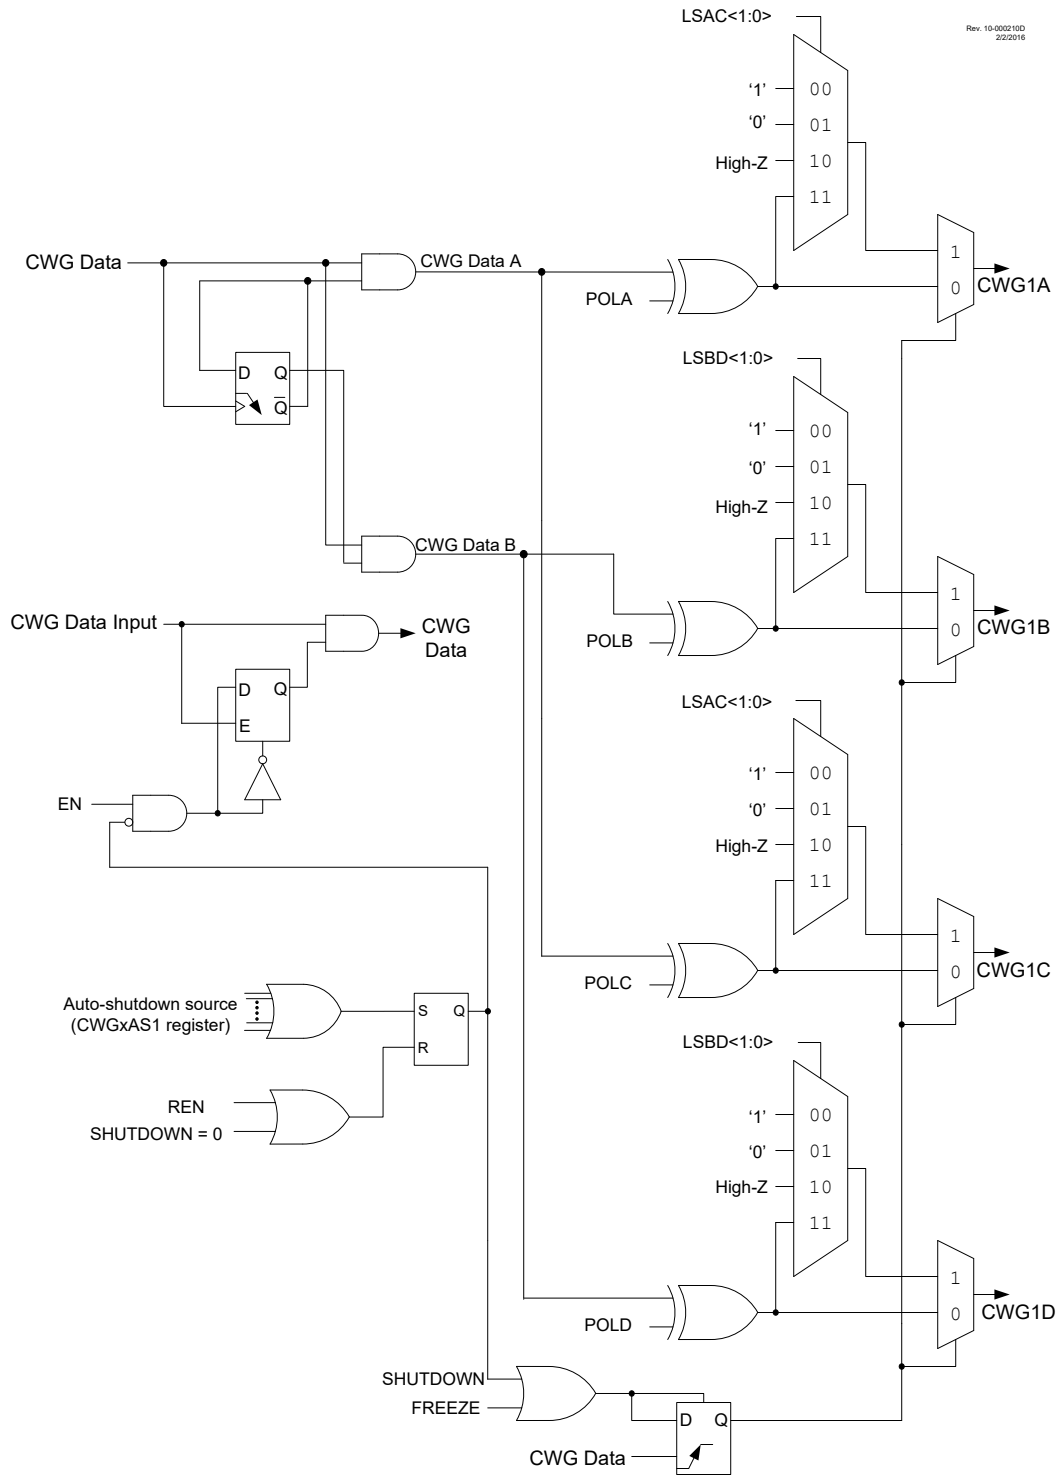 LSAC<1:0>
Rev. 10-000210D
2/2/2016
‘1’
00
‘0’
01
High-Z
10
11
CWG Data
CWG Data A
1
0
CWG1A
POLA
D
Q
Q
LSBD<1:0>
‘1’
00
‘0’
01
High-Z
10
11
CWG Data B
1
0
CWG1B
POLB
CWG Data Input
CWG
Data
D
Q
E
LSAC<1:0>
‘1’
00
‘0’
01
High-Z
10
11
EN
1
0
CWG1C
POLC
Auto-shutdown source
(CWGxAS1 register)
S
Q
R
LSBD<1:0>
REN
SHUTDOWN = 0
‘1’
00
‘0’
01
High-Z
10
11
1
0
CWG1D
POLD
SHUTDOWN
FREEZE
D
Q
CWG Data